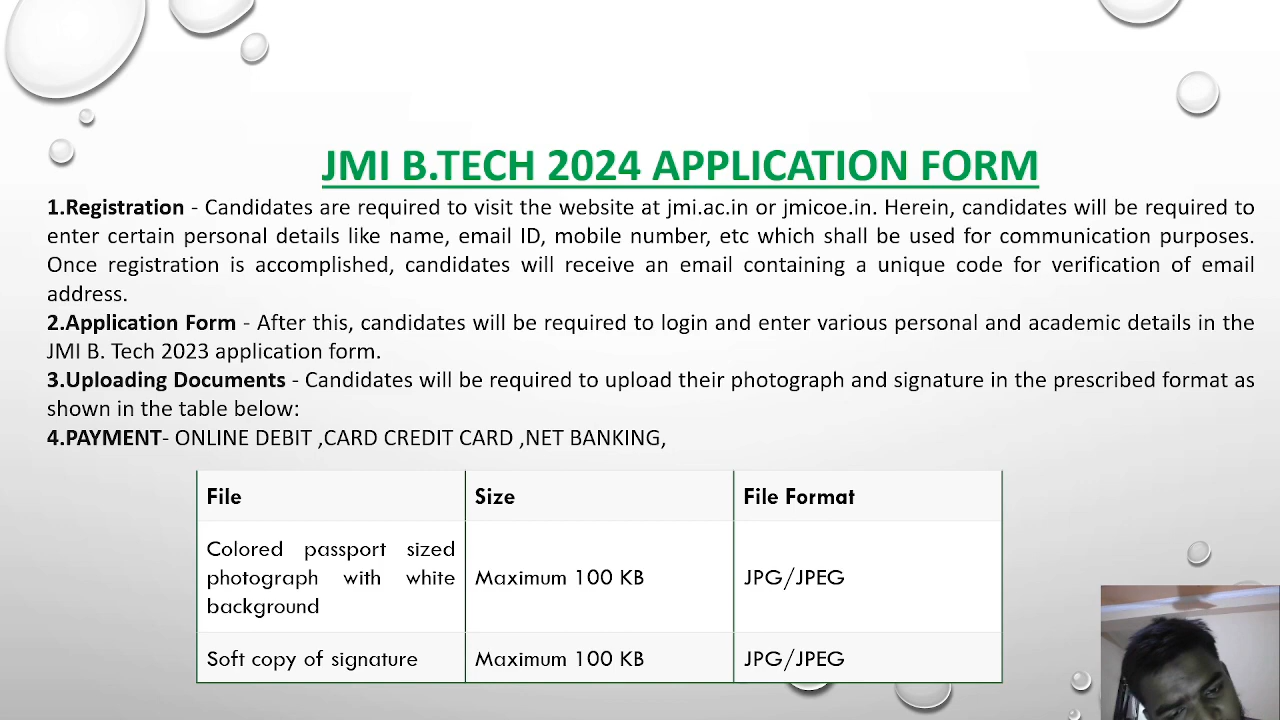 JMI B.TECH 2024 APPLICATION FORM
1.Registration - Candidates are required to visit the website at jmi.ac.in or jmicoe.in. Herein, candidates will be required to
enter certain personal details like name, email ID, mobile number, etc which shall be used for communication purposes.
Once registration is accomplished, candidates will receive an email containing a unique code for verification of email
address.
2.Application Form - After this, candidates will be required to login and enter various personal and academic details in the
JMI B. Tech 2023 application form.
3.Uploading Documents - Candidates will be required to upload their photograph and signature in the prescribed format as
shown in the table below:
4.PAYMENT- ONLINE DEBIT ,CARD CREDIT CARD ,NET BANKING,
File Size File Format
Colored passport sized
photograph with white Maximum 100 KB JPG/JPEG
background
Soft copy of signature Maximum 100 KB JPG/JPEG